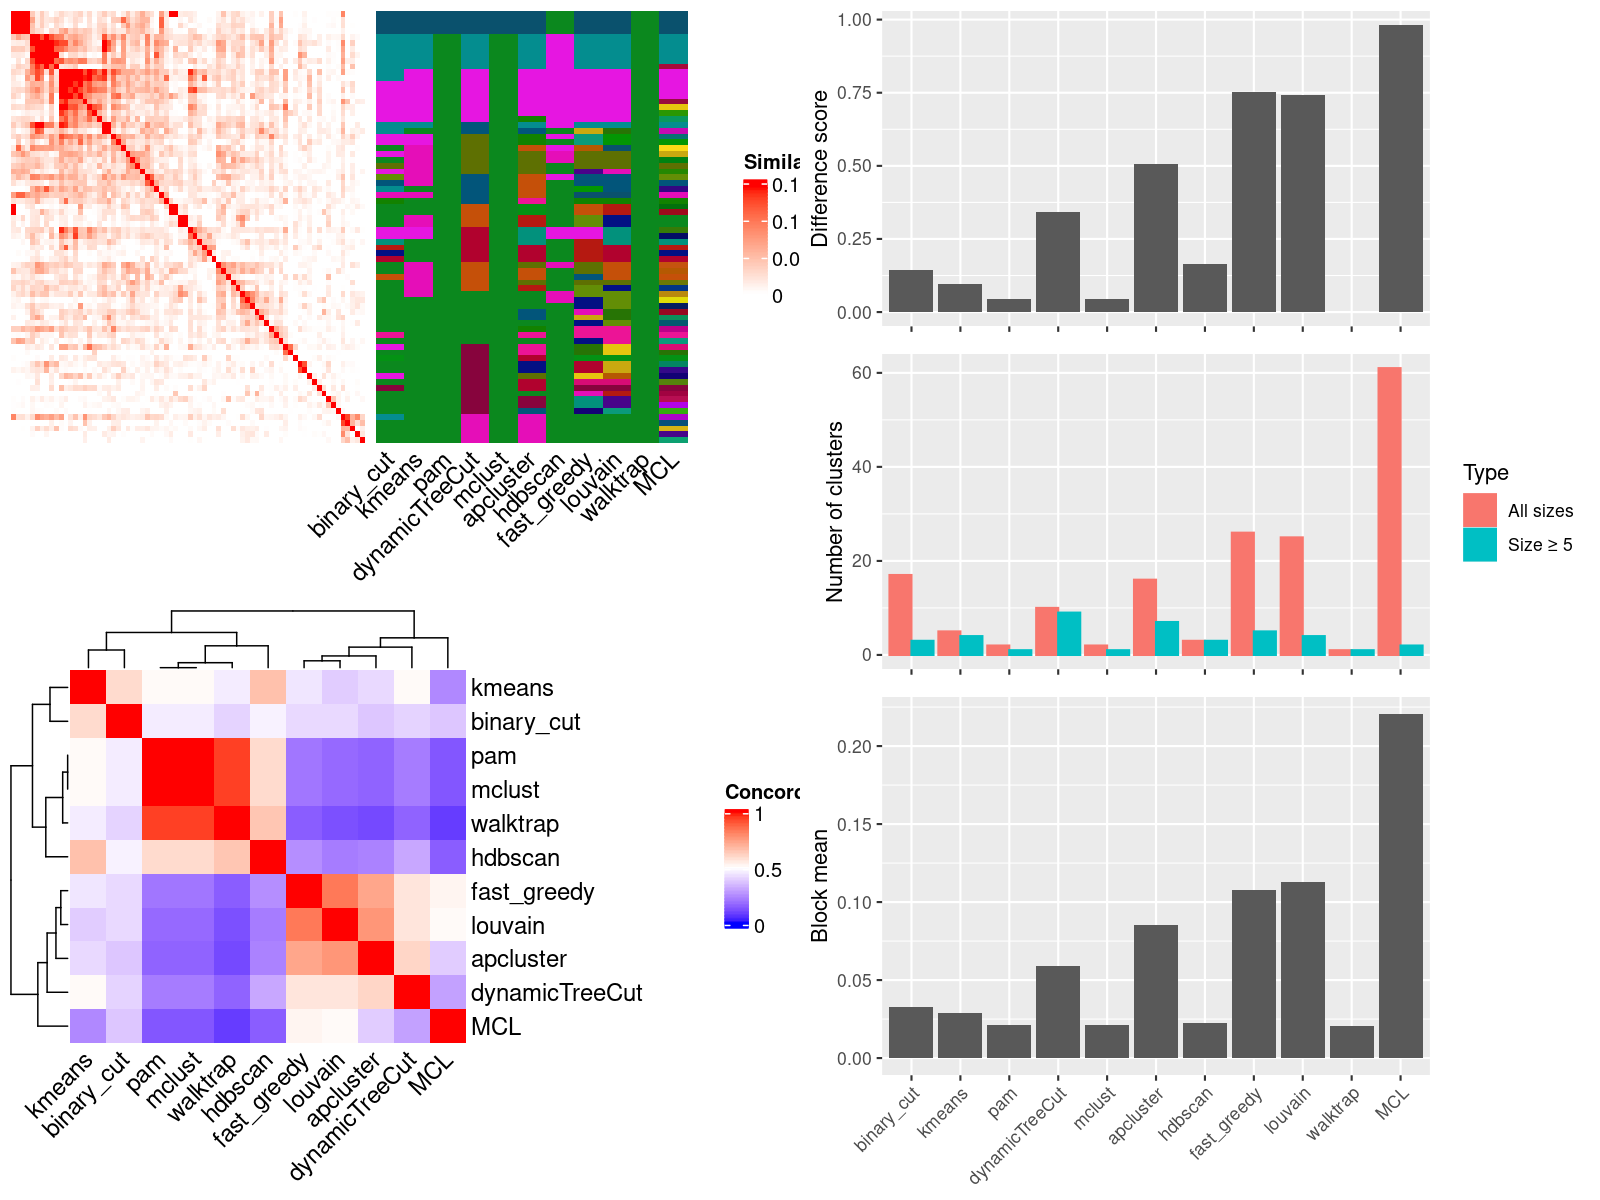 Simila
0.1
0.1
0.0
0
binary_cut
kmeans
pam
dynamicTreeCut
mclust
apcluster
hdbscan
fast_greedy
louvain
walktrap
MCL
kmeans
binary_cut
pam
mclust
walktrap
hdbscan
fast_greedy
louvain
apcluster
dynamicTreeCut
MCL
kmeans
binary_cut
pam
mclust
walktrap
hdbscan
fast_greedy
louvain
apcluster
dynamicTreeCut
MCL
Concord
1
0.5
0
Difference score
1.00
0.75
0.50
0.25
0.00
Number of clusters
60
40
20
0
Type
All sizes
Size ≥ 5
Block mean
0.20
0.15
0.10
0.05
0.00
binary_cut
kmeans
pam
dynamicTreeCut
mclust
apcluster
hdbscan
fast_greedy
louvain
walktrap
MCL